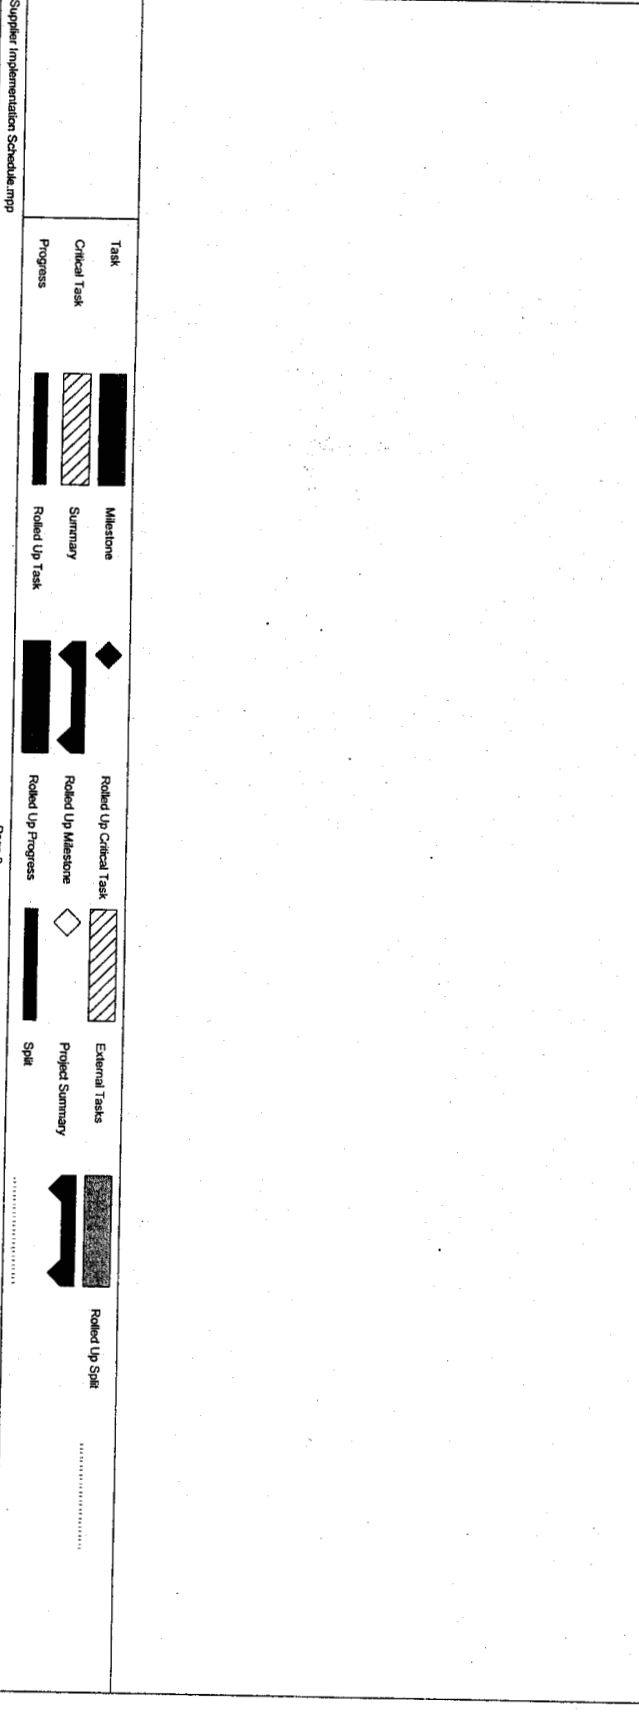 Task
Milestone
Rolled Up Critical Task
External Tasks
Rolled Up Split
Critical Task
Summary
Rolled Up Milestone
Project Summary
Progress
Rolled Up Task
Rolled Up Progress
Split
Supplier Implementation Schedule.mpp